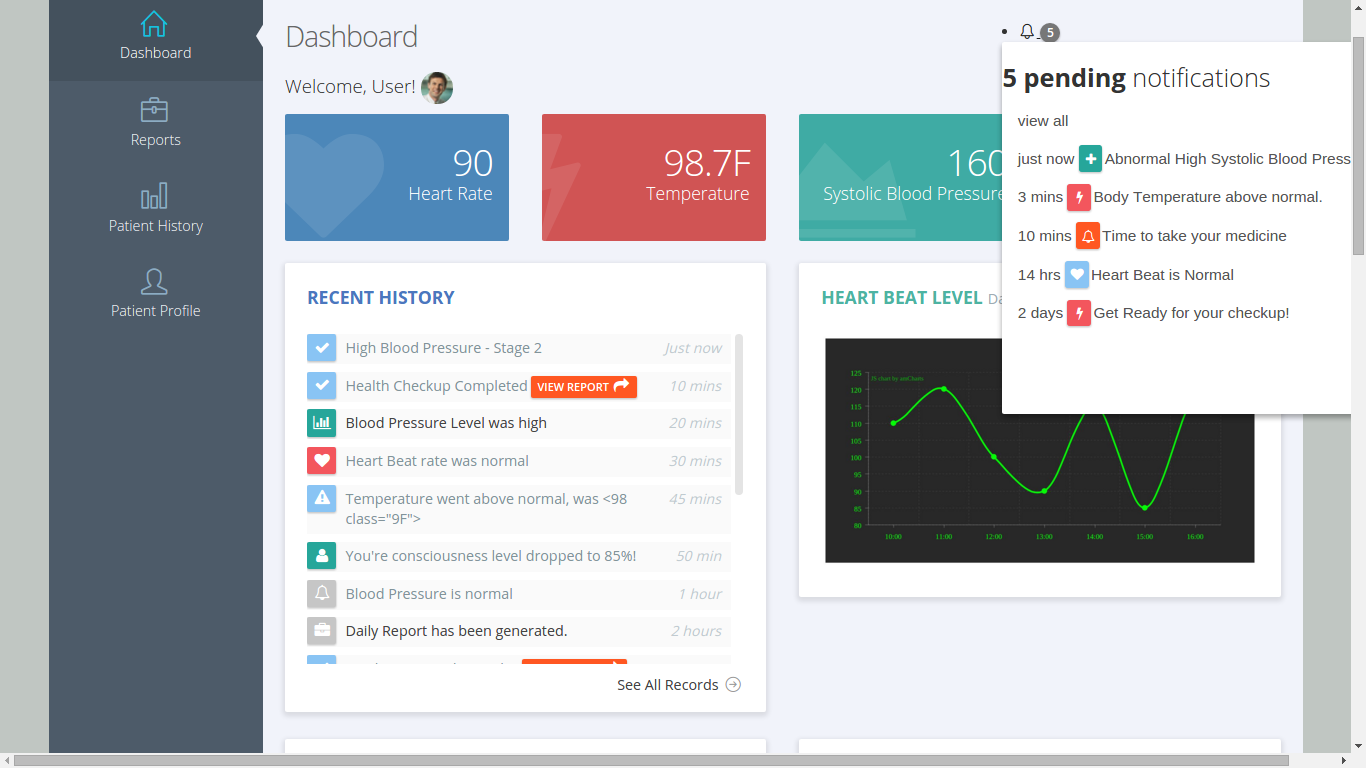 Dashboard
Reports
Patient History
Patient Profile
Dashboard
5
Welcome, User!
90
Heart Rate
98.7F
Temperature
160
Systolic Blood Pressure
5 pending notifications
view all
just now Abnormal High Systolic Blood Press
3 mins Body Temperature above normal.
10 mins Time to take your medicine
14 hrs Heart Beat is Normal
2 days Get Ready for your checkup!
RECENT HISTORY
High Blood Pressure - Stage 2 Just now
Health Checkup Completed VIEW REPORT 10 mins
Blood Pressure Level was high 20 mins
Heart Beat rate was normal 30 mins
Temperature went above normal, was <98 45 mins
class="9F">
You're consciousness level dropped to 85%! 50 min
Blood Pressure is normal 1 hour
Daily Report has been generated. 2 hours
See All Records
HEART BEAT LEVEL Da
JS chart by amCharts
125
120
115
110
105
100
95
90
85
80
10:00 11:00 12:00 13:00 14:00 15:00 16:00